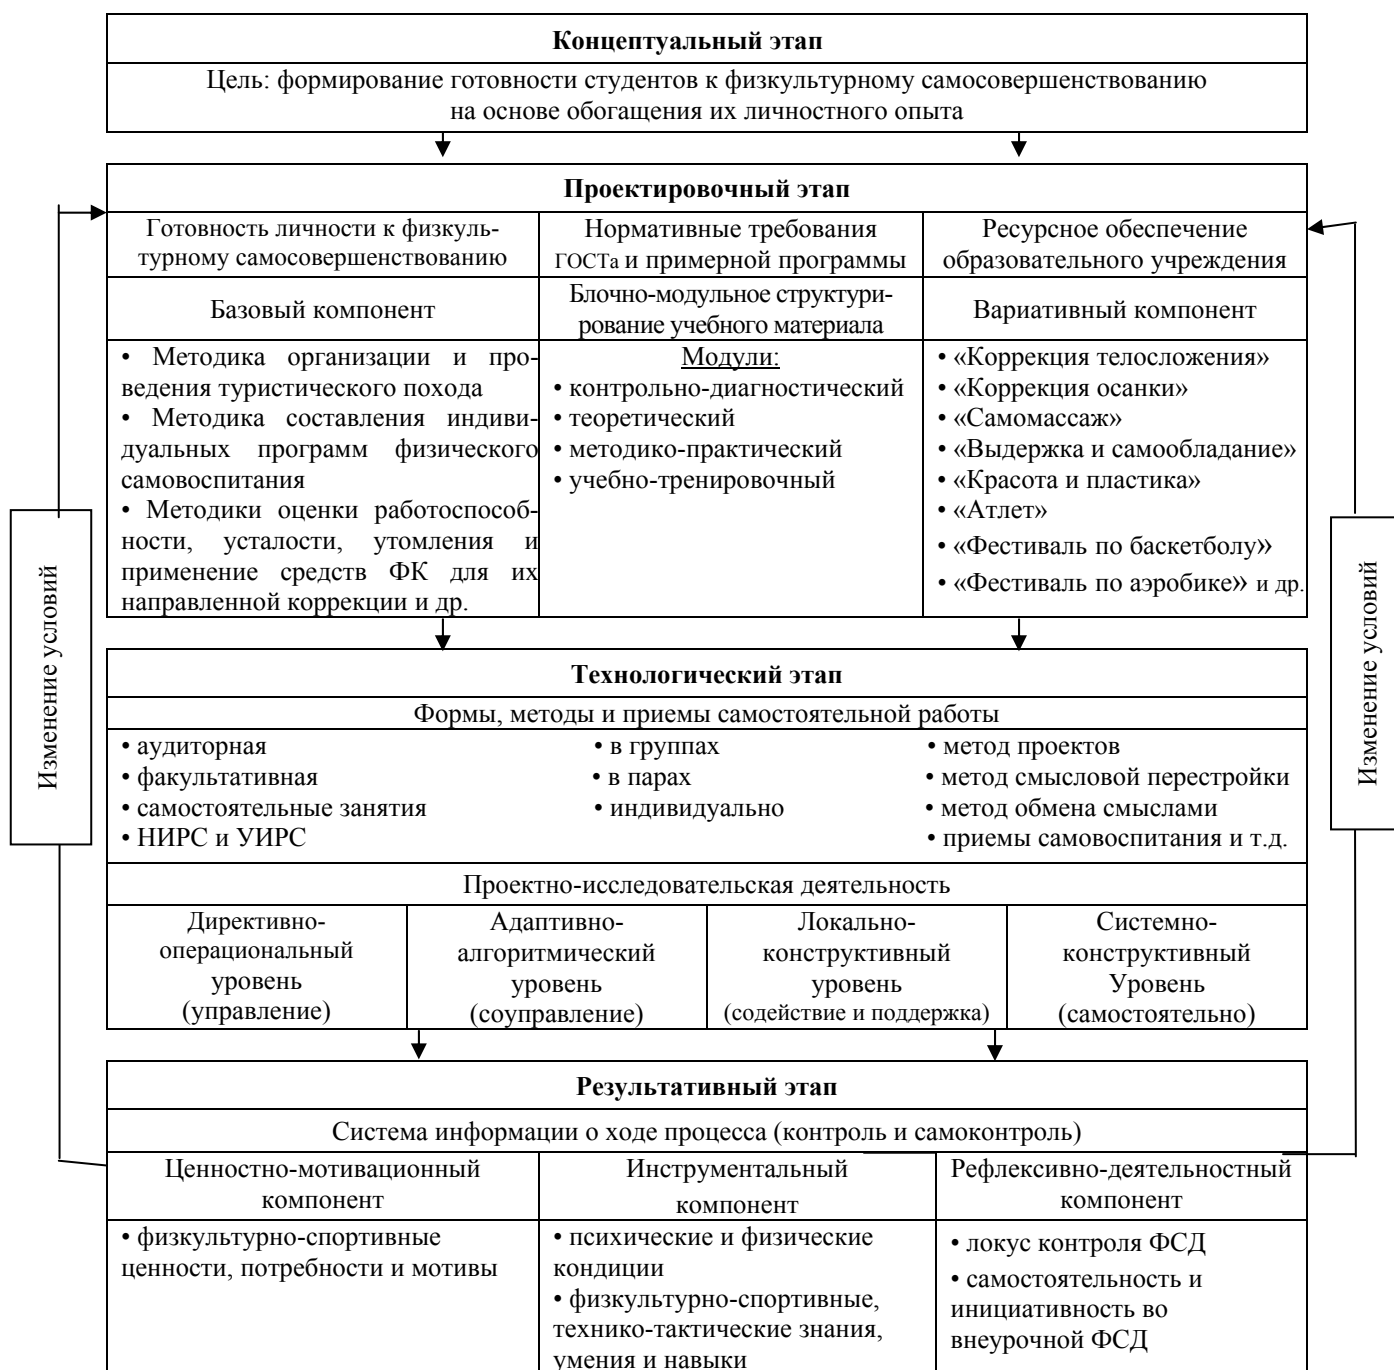 Концептуальный этап
Цель: формирование готовности студентов к физкультурному самосовершенствованию
на основе обогащения их личностного опыта
Проектировочный этап
Готовность личности к физкуль-
турному самосовершенствованию
Нормативные требования
ГОСТа и примерной программы
Ресурсное обеспечение
образовательного учреждения
Базовый компонент
Блочно-модульное структури-
рование учебного материала
Вариативный компонент
• Методика организации и про-
ведения туристического похода
• Методика составления индиви-
дуальных программ физического
самовоспитания
• Методики оценки работоспособ-
ности, усталости, утомления и
применение средств ФК для их
направленной коррекции и др.
Модули:
• контрольно-диагностический
• теоретический
• методико-практический
• учебно-тренировочный
• «Коррекция телосложения»
• «Коррекция осанки»
• «Самомассаж»
• «Выдержка и самообладание»
• «Красота и пластика»
• «Атлет»
• «Фестиваль по баскетболу»
• «Фестиваль по аэробике» и др.
Изменение условий
Изменение условий
Технологический этап
Формы, методы и приемы самостоятельной работы
• аудиторная
• факультативная
• самостоятельные занятия
• НИРС и УИРС
• в группах
• в парах
• индивидуально
• метод проектов
• метод смысловой перестройки
• метод обмена смыслами
• приемы самовоспитания и т.д.
Проектно-исследовательская деятельность
Директивно-
операциональный
уровень
(управление)
Адаптивно-
алгоритмический
уровень
(соуправление)
Локально-
конструктивный
уровень
(содействие и поддержка)
Системно-
конструктивный
Уровень
(самостоятельно)
Результативный этап
Система информации о ходе процесса (контроль и самоконтроль)
Ценностно-мотивационный
компонент
Инструментальный
компонент
Рефлексивно-деятельностный
компонент
• физкультурно-спортивные
ценности, потребности и мотивы
• психические и физические
кондиции
• физкультурно-спортивные,
технико-тактические знания,
умения и навыки
• локус контроля ФСД
• самостоятельность и
инициативность во
внеурочной ФСД